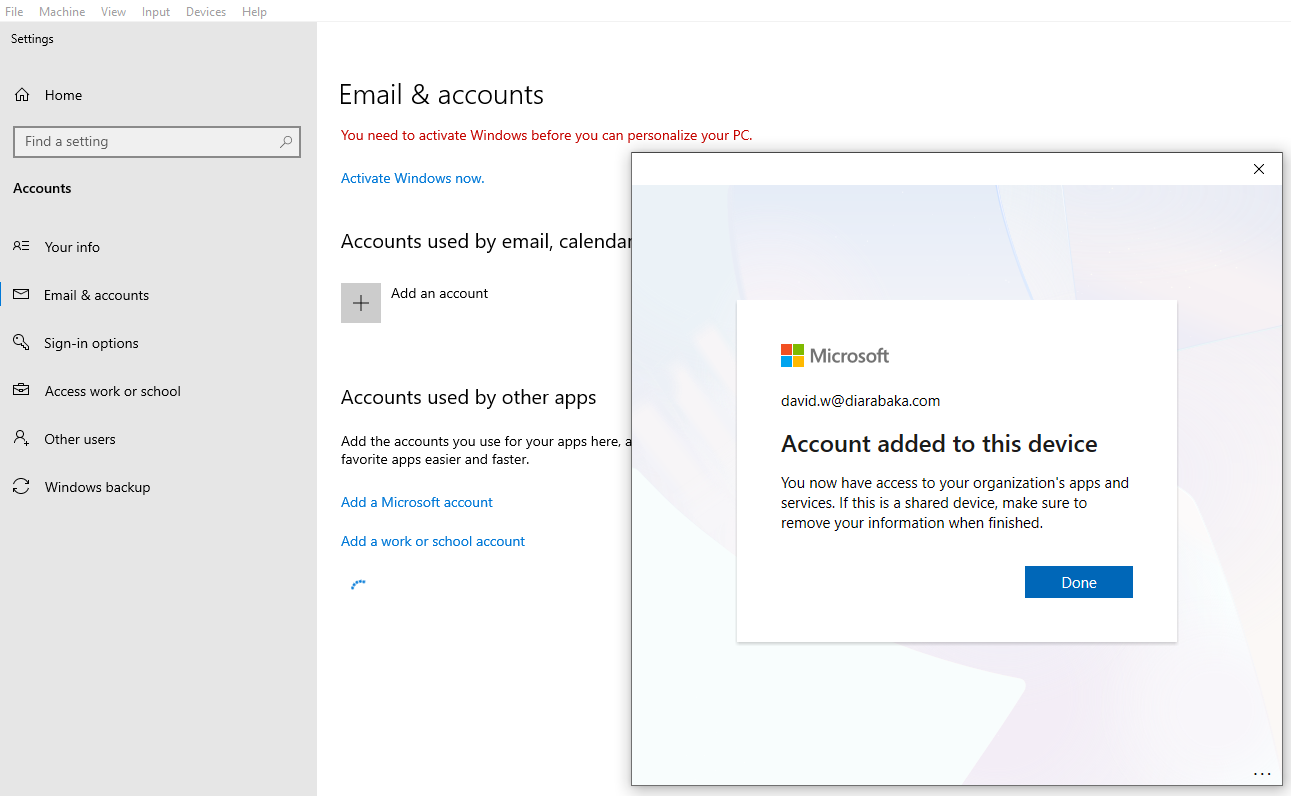 File Machine View Input Devices Help
Settings
Home
Find a setting
Accounts
Your info
Email & accounts
Sign-in options
Access work or school
Other users
Windows backup
Email & accounts
You need to activate Windows before you can personalize your PC.
Activate Windows now.
Accounts used by email, calendar
Add an account
Accounts used by other apps
Add the accounts you use for your apps here, a
favorite apps easier and faster.
Add a Microsoft account
Add a work or school account
Microsoft
david.w@diarabaka.com
Account added to this device
You now have access to your organization's apps and
services. If this is a shared device, make sure to
remove your information when finished.
Done